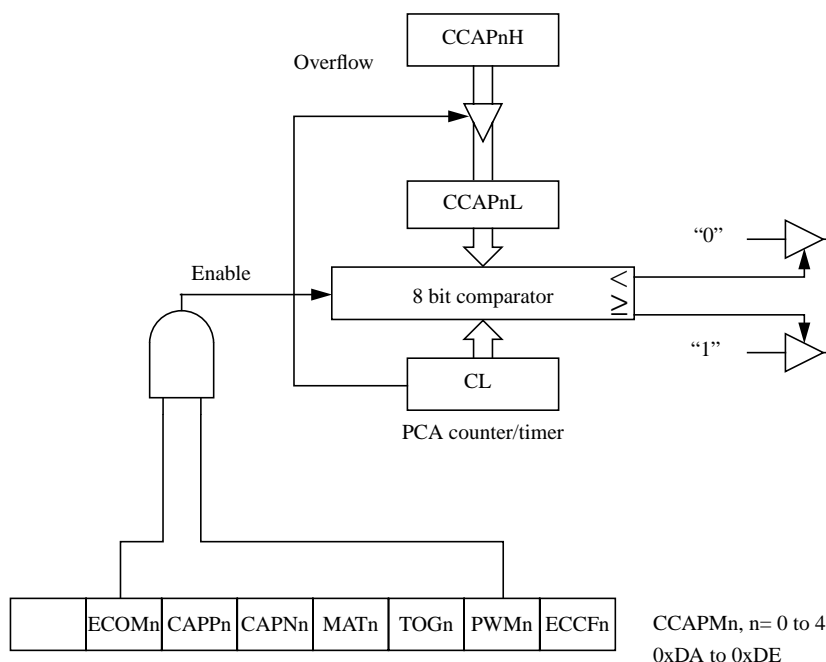 CCAPnH
Overflow
CCAPnL
“0”
Enable
<
8 bit comparator
≥
“1”
CL
PCA counter/timer
ECOMn CAPPn CAPNn MATn TOGn PWMn ECCFn
CCAPMn, n= 0 to 4
0xDA to 0xDE